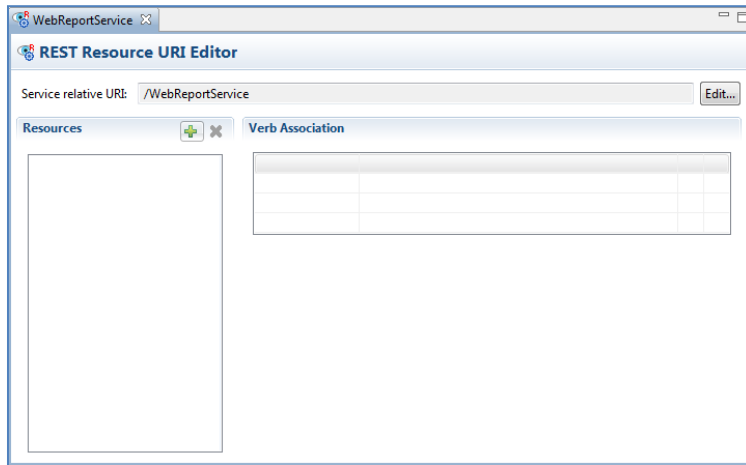 WebReportService
REST Resource URI Editor
Service relative URI: /WebReportService Edit...
Resources Verb Association